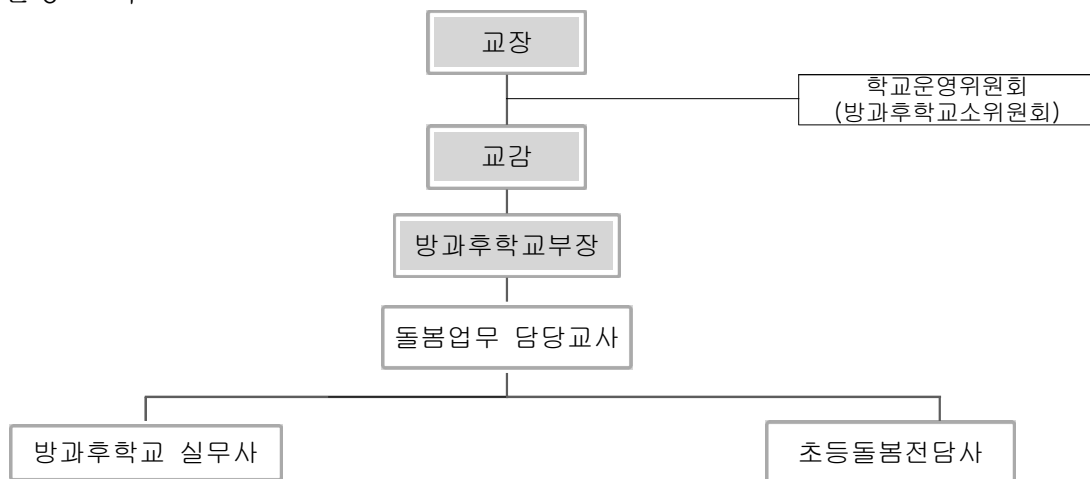 교장
학교운영위원회
(방과후학교소위원회)
교감
방과후학교부장
돌봄업무 담당교사
방과후학교 실무사
초등돌봄전담사